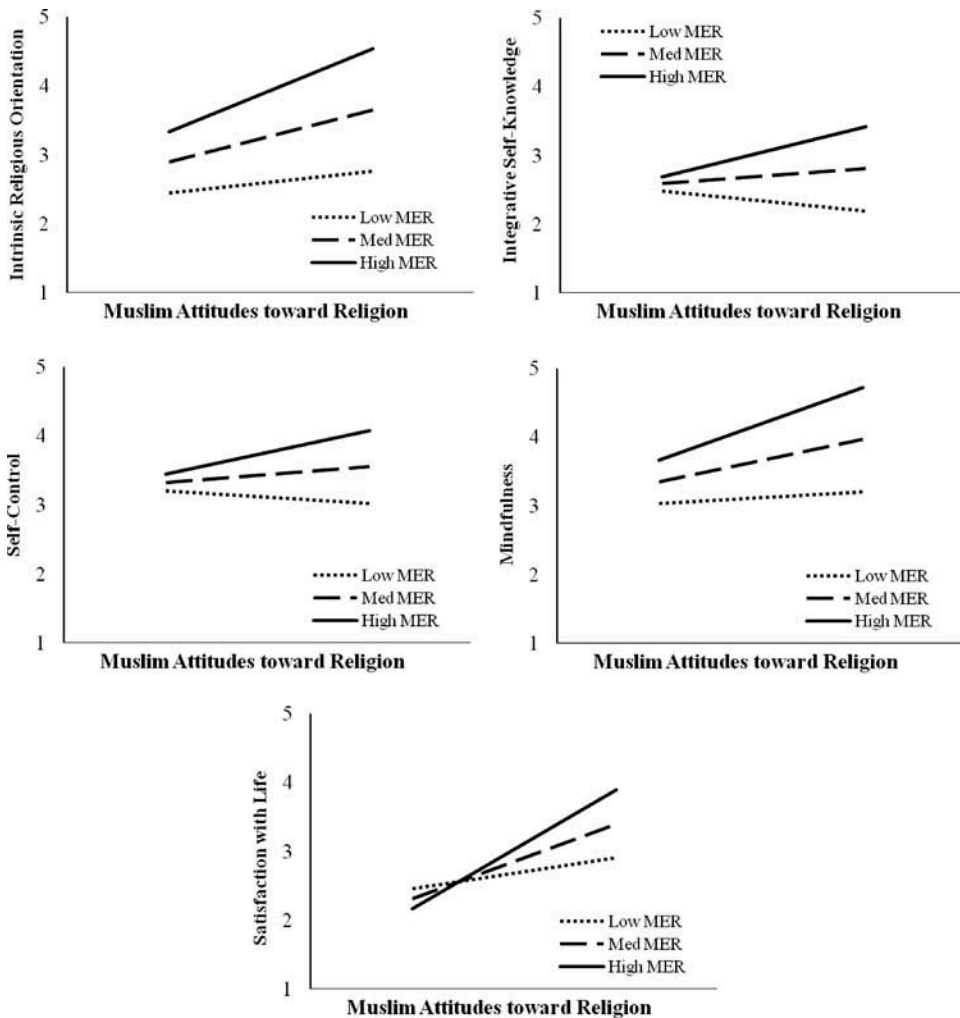 5
4
3
2
1
Intrinsic Religious Orientation
Low MER
Med MER
High MER
Muslim Attitudes toward Religion
5
4
3
2
1
Integrative Self-Knowledge
Low MER
Med MER
High MER
Muslim Attitudes toward Religion
5
4
3
2
1
Self-Control
Low MER
Med MER
High MER
Muslim Attitudes toward Religion
5
4
3
2
1
Mindfulness
Low MER
Med MER
High MER
Muslim Attitudes toward Religion
5
4
3
2
1
Satisfaction with Life
Low MER
Med MER
High MER
Muslim Attitudes toward Religion